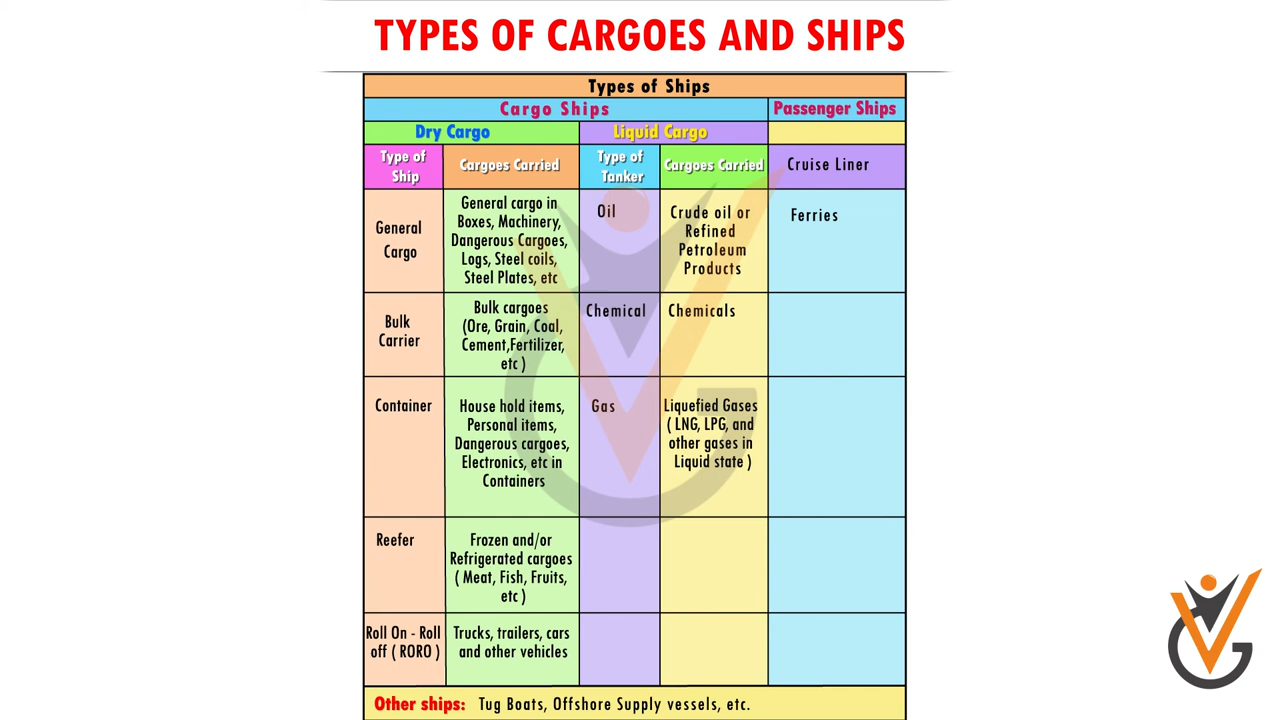 TYPES OF CARGOES AND SHIPS
Types of Ships
Cargo Ships
Passenger Ships
Dry Cargo
Liquid Cargo
Type of
Ship
Cargoes Carried
Type of
Tanker
Cargoes Carried
Cruise Liner
General
Cargo
General cargo in
Boxes, Machinery,
Dangerous Cargoes,
Logs, Steel coils,
Steel Plates, etc
Oil
Crude oil or
Refined
Petroleum
Products
Ferries
Bulk
Carrier
Bulk cargoes
(Ore, Grain, Coal,
Cement,Fertilizer,
etc )
Chemical
Chemicals
Container
House hold items,
Personal items,
Dangerous cargoes,
Electronics, etc in
Containers
Gas
Liquefied Gases
( LNG, LPG, and
other gases in
Liquid state )
Reefer
Frozen and/or
Refrigerated cargoes
( Meat, Fish, Fruits,
etc )
Roll On - Roll
off ( RORO )
Trucks, trailers, cars
and other vehicles
Other ships: Tug Boats, Offshore Supply vessels, etc.